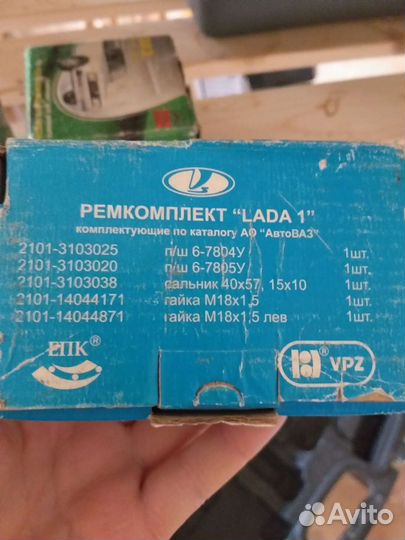 РЕМКОМПЛЕКТ "LADA 1"
комплектующие по каталогу АО "АвтоВАЗ"
2101-3103025 п/ш 6-7804У 1шт.
2101-3103020 п/ш 6-7805У 1шт.
2101-3103038 сальник 40х57, 15х10 1шт.
2101-14044171 гайка М18х1,5 1шт.
2101-14044871 гайка М18х1,5 лев 1шт.
ЕПК
VPZ
Avito